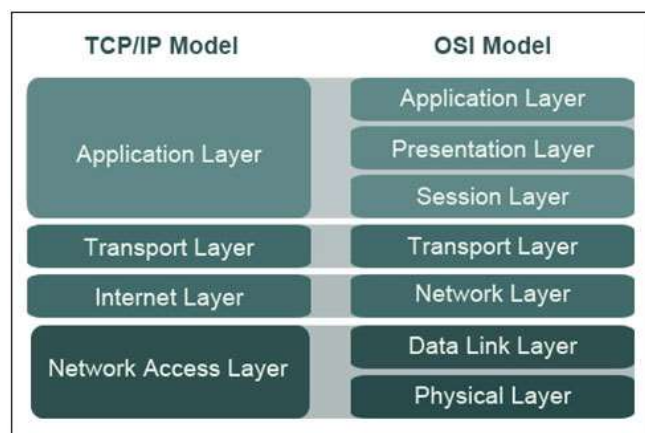 TCP/IP Model
OSI Model
Application Layer
Application Layer
Presentation Layer
Session Layer
Transport Layer
Transport Layer
Internet Layer
Network Layer
Network Access Layer
Data Link Layer
Physical Layer